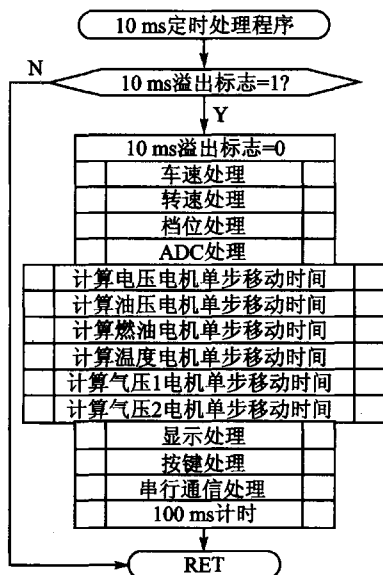 10 ms定时处理程序
N
10 ms溢出标志=1?
Y
10 ms溢出标志=0
车速处理
转速处理
档位处理
ADC处理
计算电压电机单步移动时间
计算油压电机单步移动时间
计算燃油电机单步移动时间
计算温度电机单步移动时间
计算气压1电机单步移动时间
计算气压2电机单步移动时间
显示处理
按键处理
串行通信处理
100 ms计时
RET